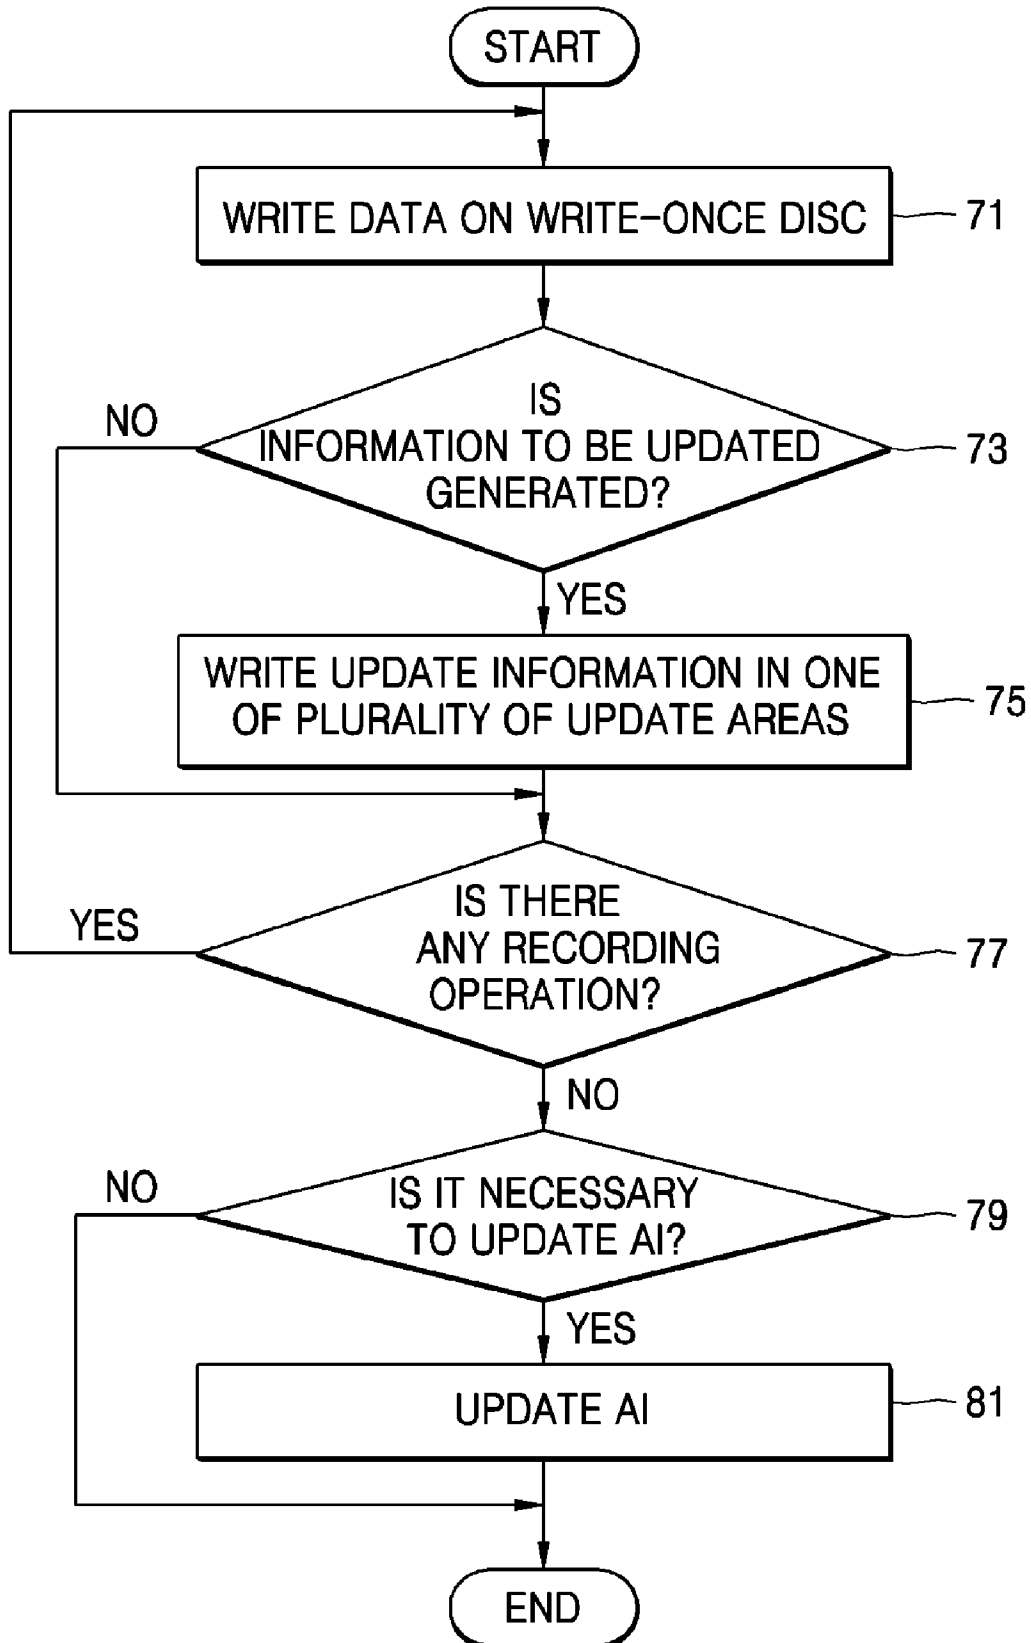 START
WRITE DATA ON WRITE-ONCE DISC
71
IS
INFORMATION TO BE UPDATED
GENERATED?
73
NO
YES
WRITE UPDATE INFORMATION IN ONE
OF PLURALITY OF UPDATE AREAS
75
IS THERE
ANY RECORDING
OPERATION?
77
YES
NO
IS IT NECESSARY
TO UPDATE AI?
79
NO
YES
UPDATE AI
81
END